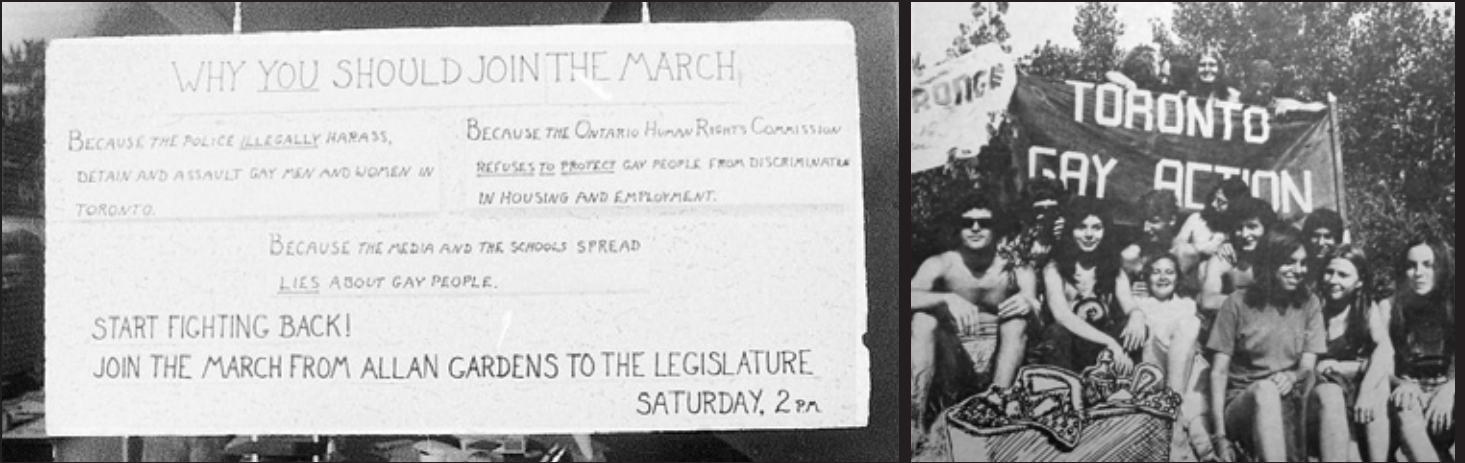 WHY YOU SHOULD JOIN THE MARCH
BECAUSE THE POLICE ILLEGALLY HARASS,
DETAIN AND ASSAULT GAY MEN AND WOMEN IN
TORONTO.
BECAUSE THE ONTARIO HUMAN RIGHTS COMMISSION
REFUSES TO PROTECT GAY PEOPLE FROM DISCRIMINATION
IN HOUSING AND EMPLOYMENT.
BECAUSE THE MEDIA AND THE SCHOOLS SPREAD
LIES ABOUT GAY PEOPLE.
START FIGHTING BACK!
JOIN THE MARCH FROM ALLAN GARDENS TO THE LEGISLATURE
SATURDAY, 2 PM
TORONTO
GAY ACTION